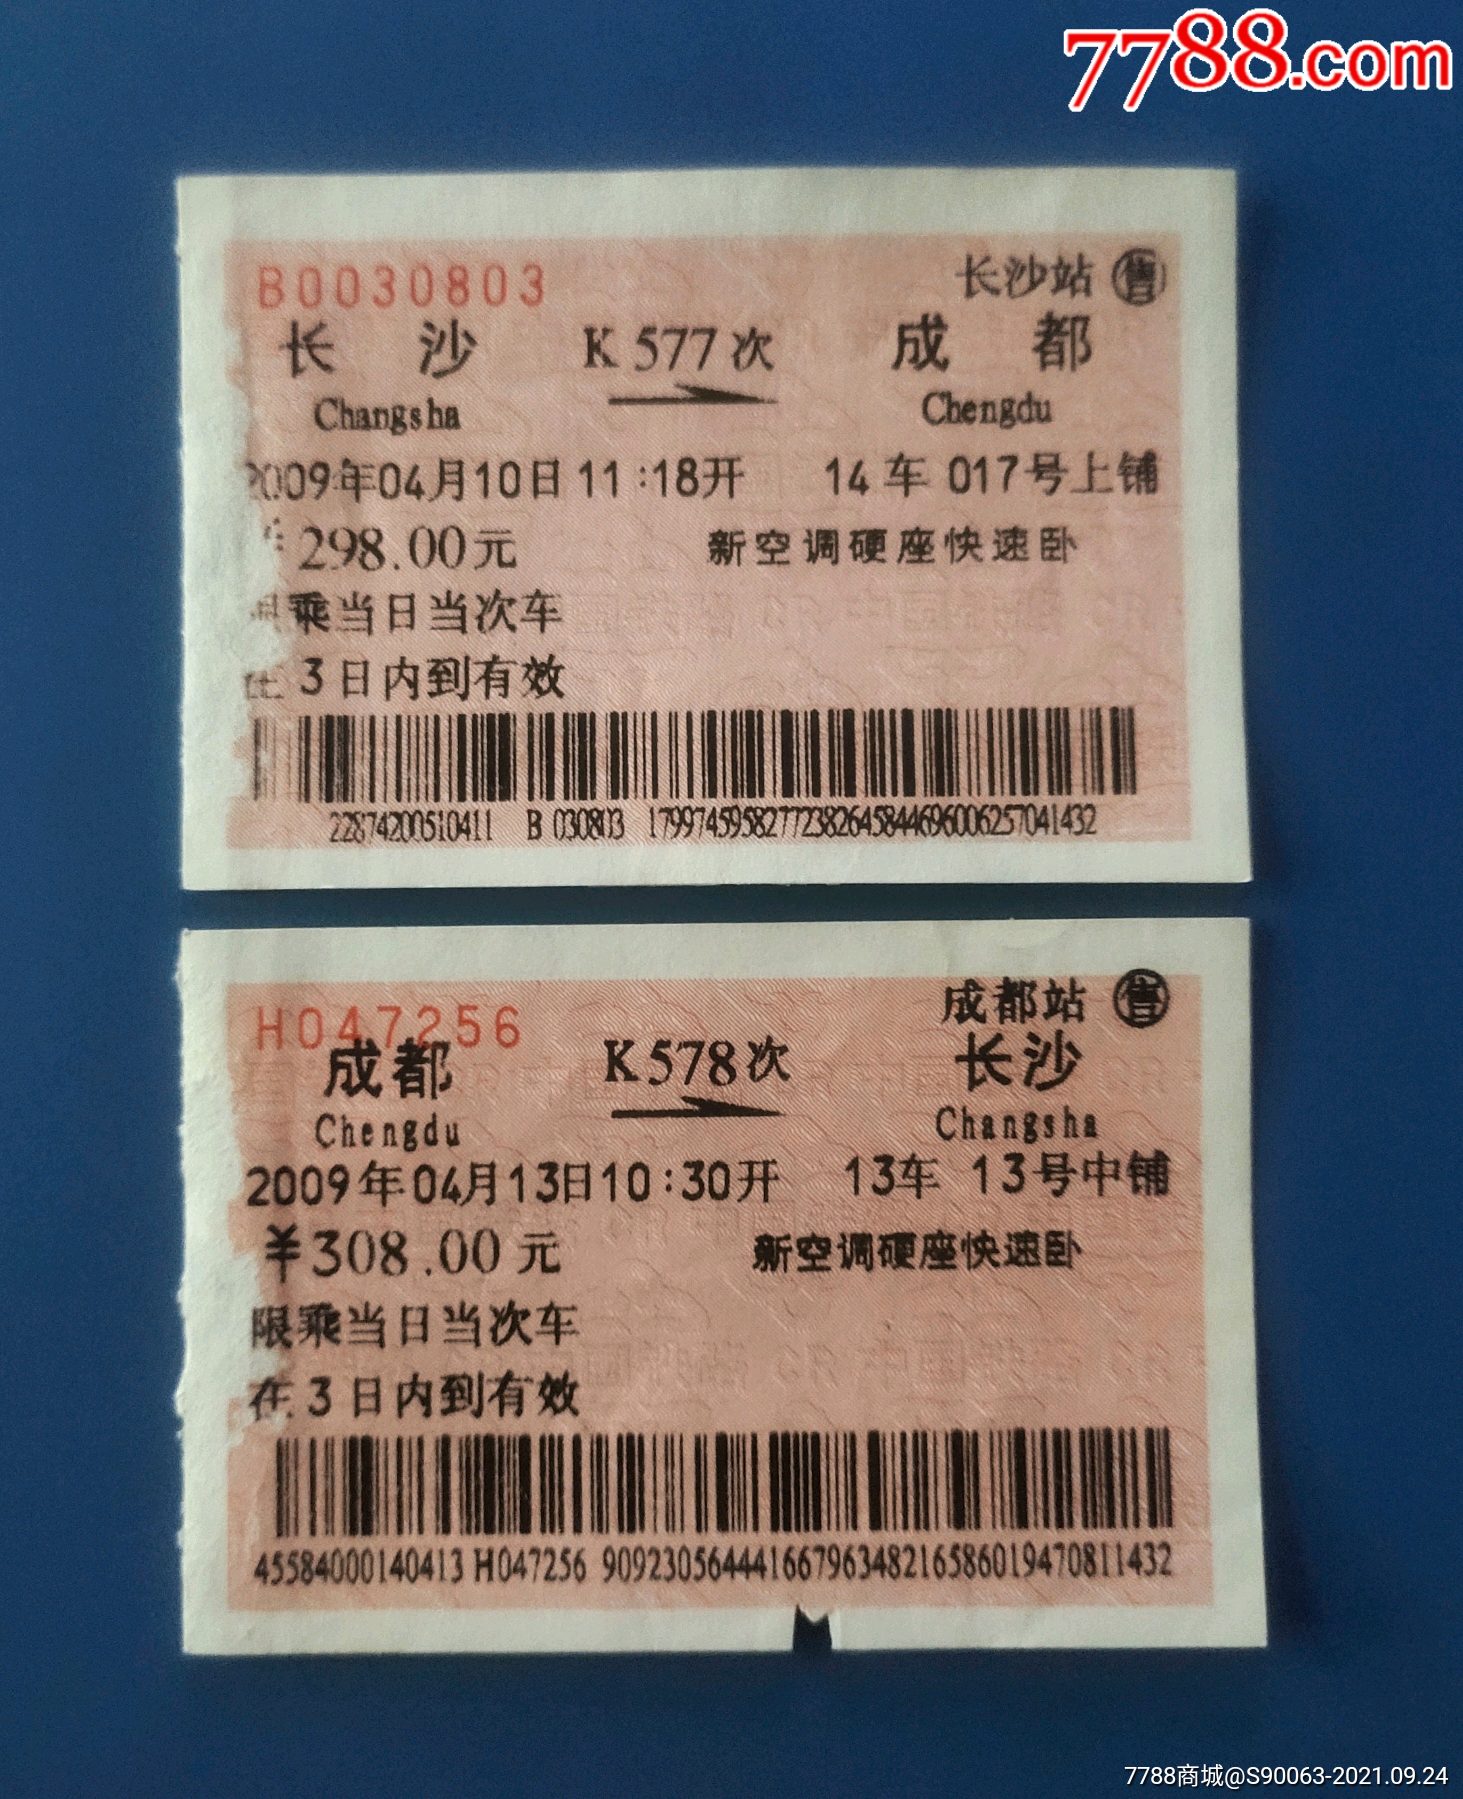 7788.com
B0030803
长沙站 售
长沙 K577次 成都
Changsha Chengdu
2009年04月10日11:18开 14车 017号上铺
298.00元 新空调硬座快速卧
乘当日当次车
在3日内到有效
22874200510411 B 030803 17997459582772382645844696006257041432
H047256
成都站 售
成都 K578次 长沙
Chengdu Changsha
2009年04月13日10:30开 13车 13号中铺
¥308.00元 新空调硬座快速卧
限乘当日当次车
在3日内到有效
45584000140413 H047256 90923056444166796348216586019470811432
7788商城@S90063-2021.09.24